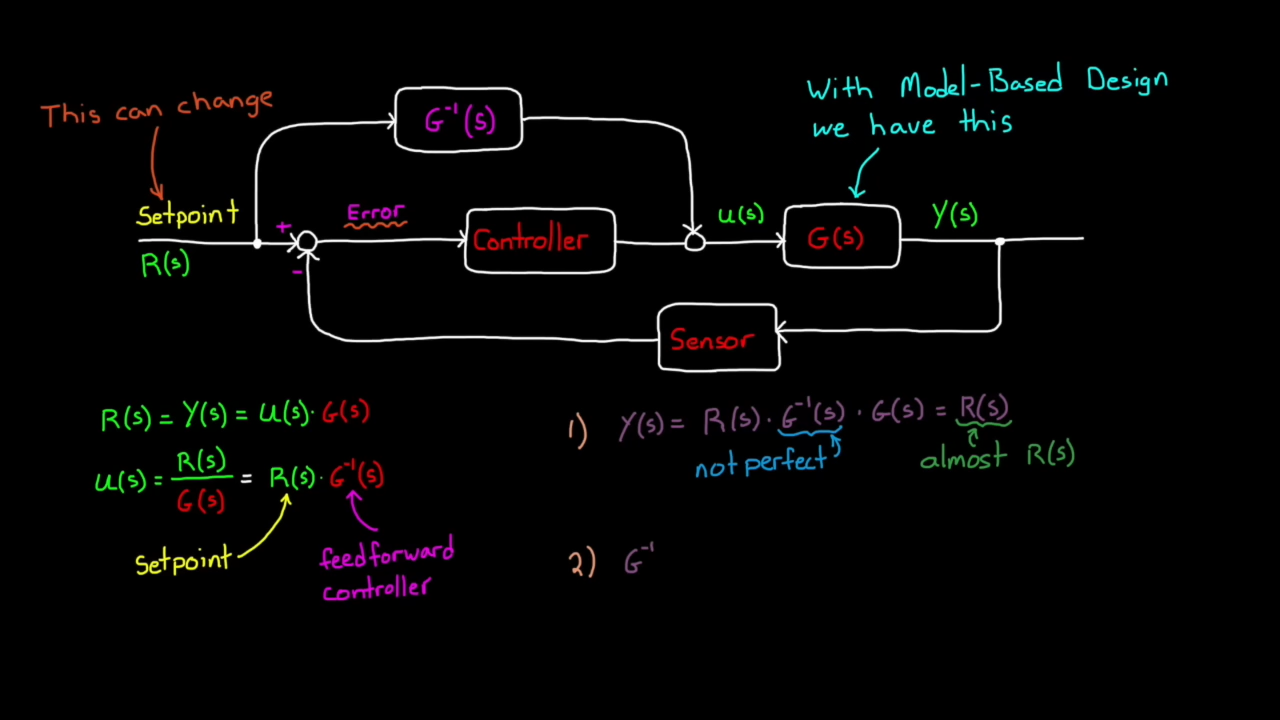 With Model-Based Design
we have this
This can change
G⁻¹(s)
Setpoint
R(s)
+
-
Error
Controller
u(s)
G(s)
Y(s)
Sensor
R(s) = Y(s) = u(s) · G(s)
u(s) = R(s)/G(s) = R(s) · G⁻¹(s)
Setpoint
feedforward
controller
1) Y(s) = R(s) · G⁻¹(s) · G(s) = R(s)
not perfect
almost R(s)
2) G⁻¹